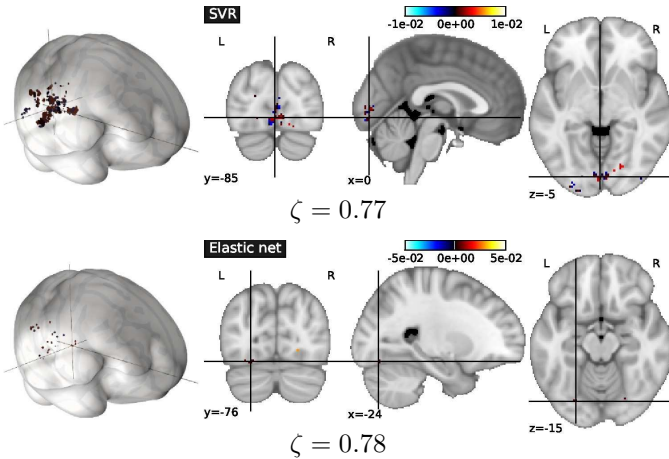 SVR
-1e-02 0e+00 1e-02
L R L R
y=-85 x=0 z=-5
ζ = 0.77
Elastic net
-5e-02 0e+00 5e-02
L R L R
y=-76 x=-24 z=-15
ζ = 0.78